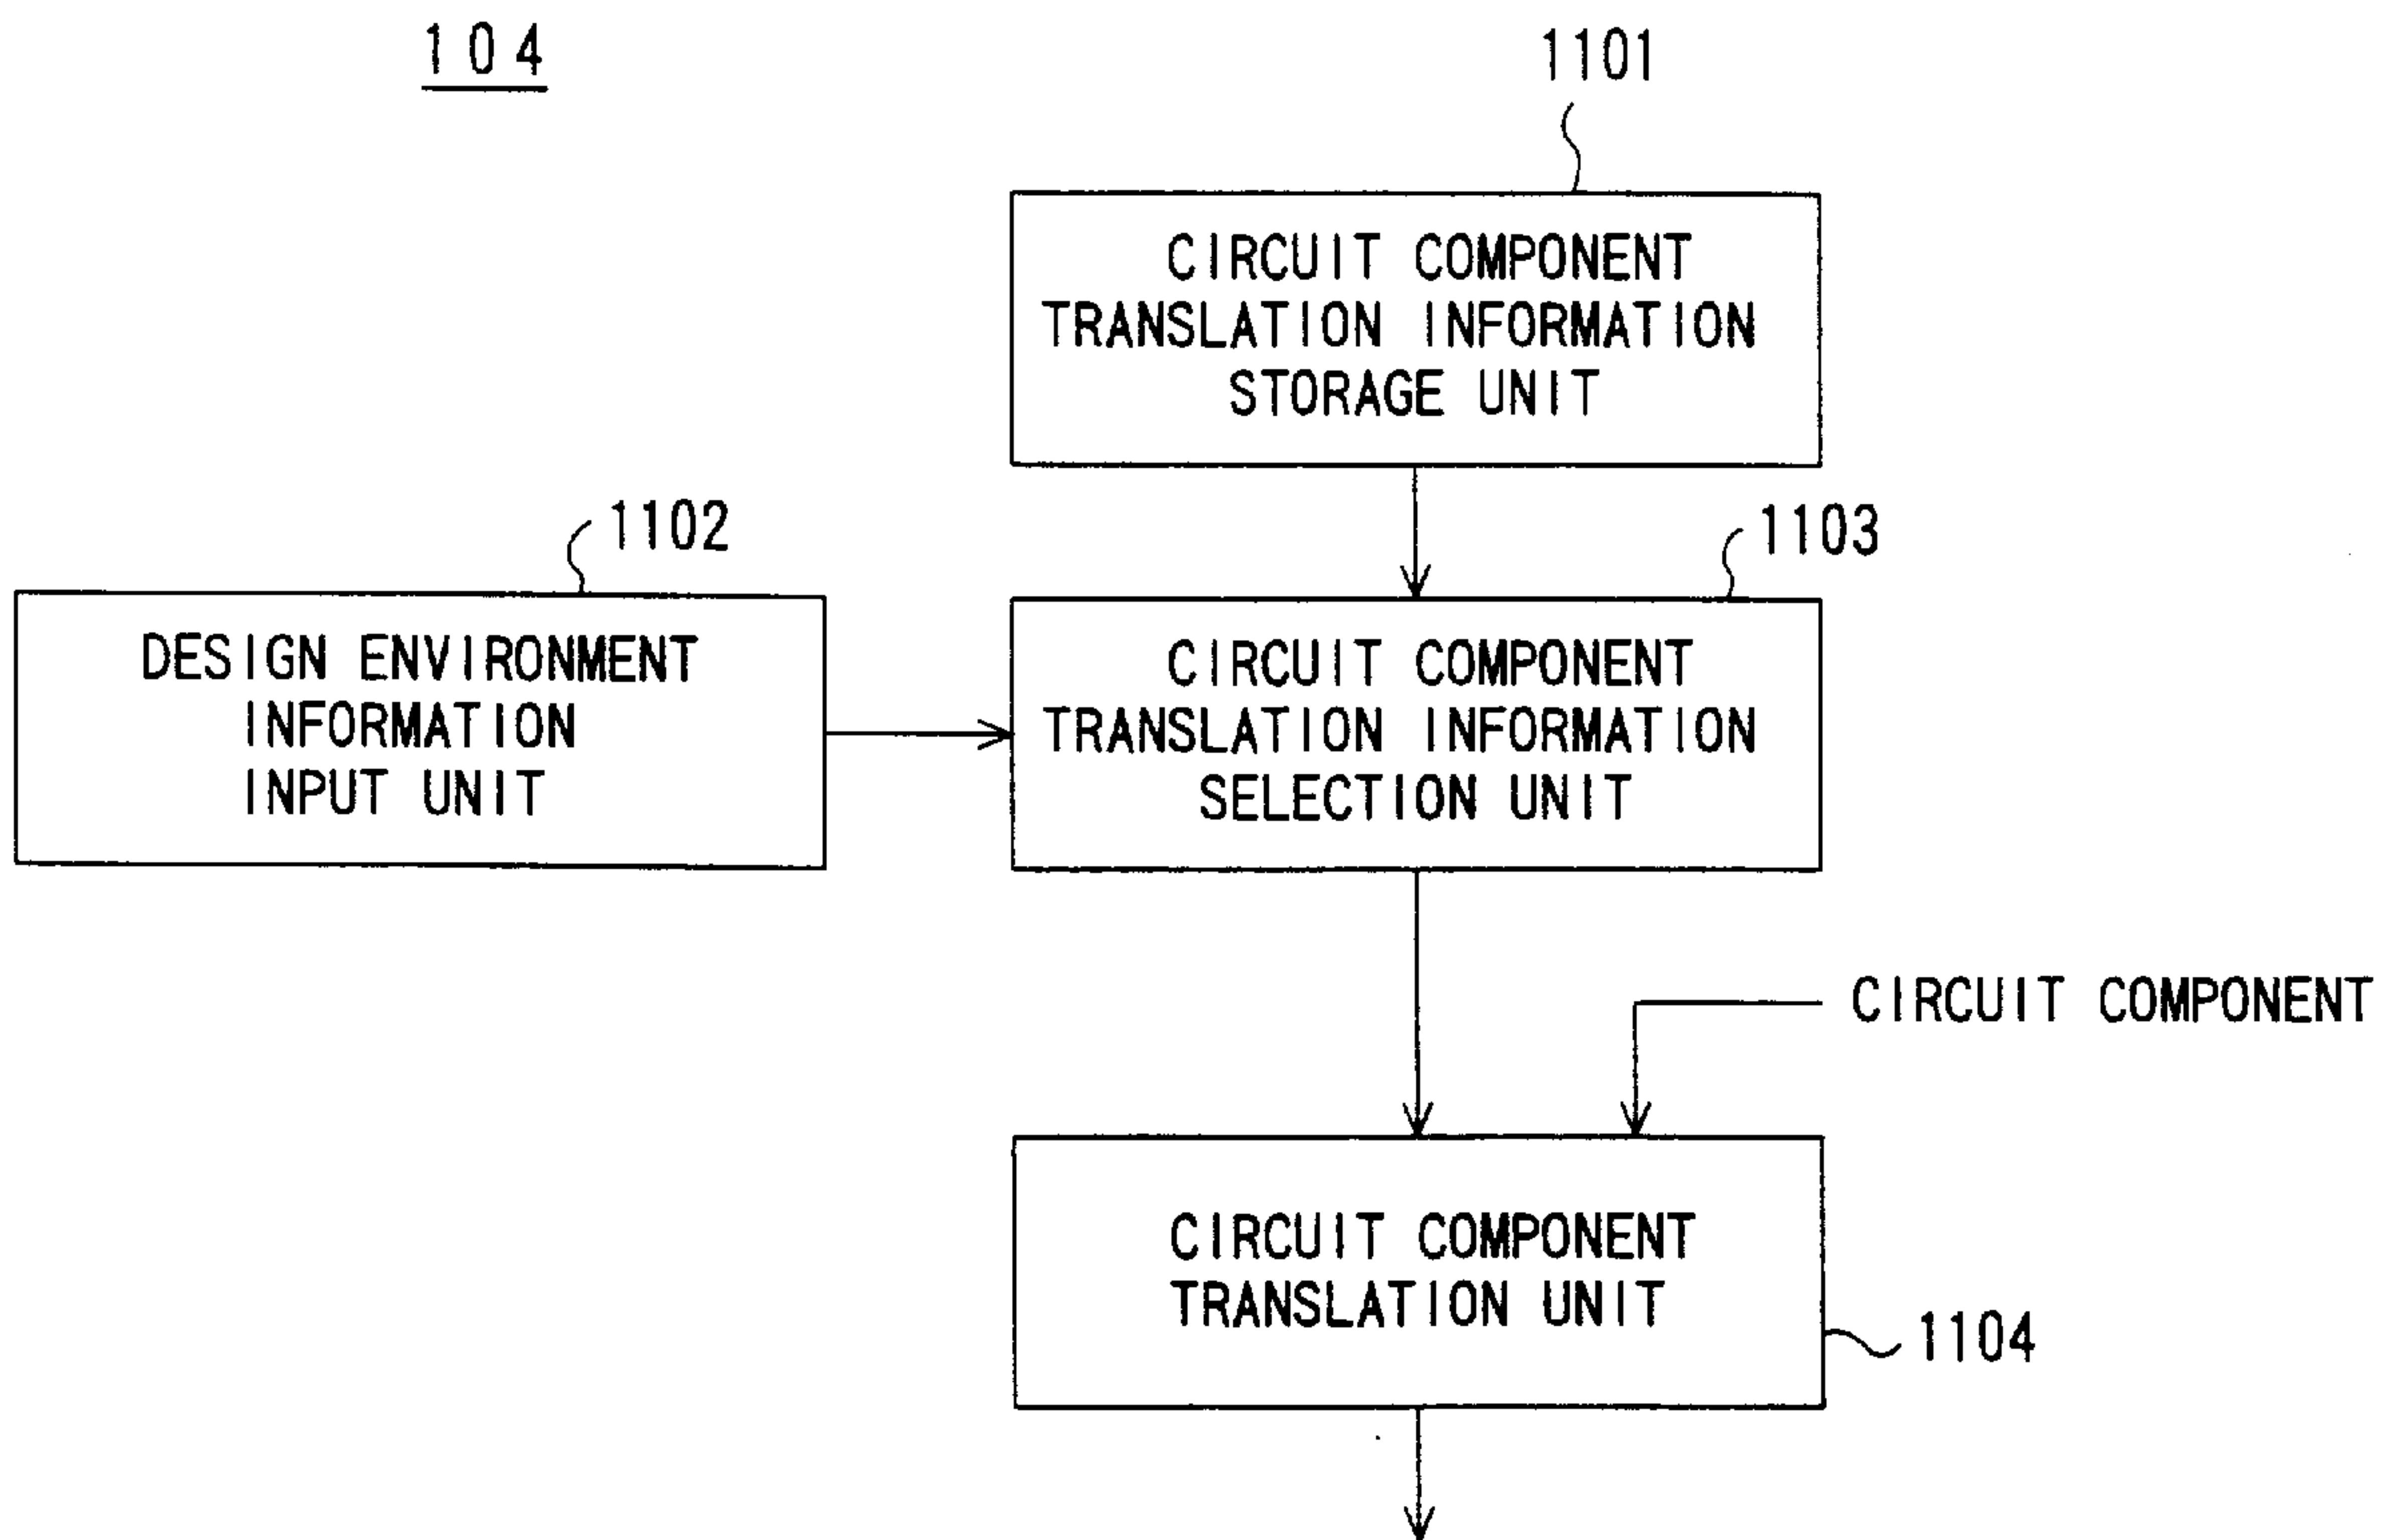 104
1101
CIRCUIT COMPONENT
TRANSLATION INFORMATION
STORAGE UNIT
1102
1103
DESIGN ENVIRONMENT
INFORMATION
INPUT UNIT
CIRCUIT COMPONENT
TRANSLATION INFORMATION
SELECTION UNIT
CIRCUIT COMPONENT
CIRCUIT COMPONENT
TRANSLATION UNIT
1104